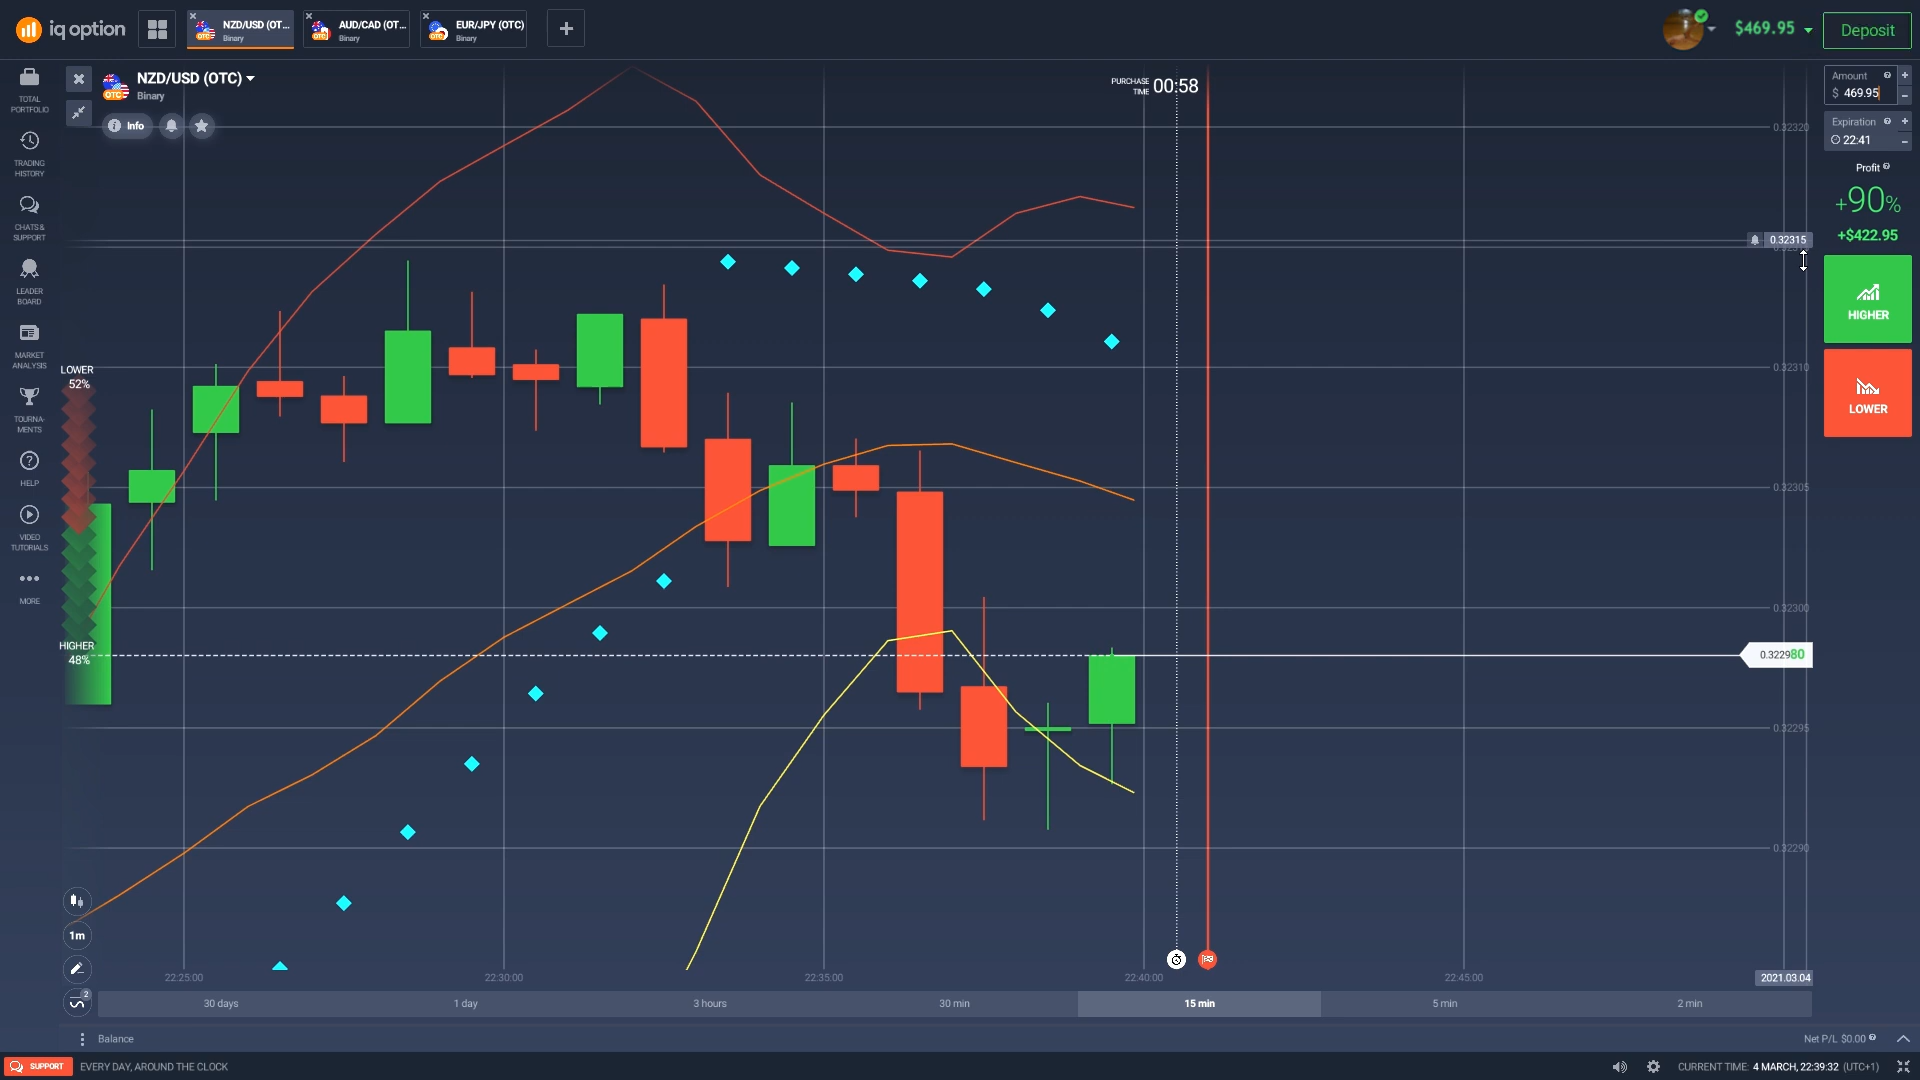 iq option
NZD/USD (OT...
Binary
AUD/CAD (OT...
Binary
EUR/JPY (OTC)
Binary
$469.95
Deposit
TOTAL
PORTFOLIO
NZD/USD (OTC)
Binary
OTC
Info
PURCHASE
TIME
00:58
Amount
$ 469.95
Expiration
22:41
Profit
+90%
+$422.95
HIGHER
LOWER
TRADING
HISTORY
CHATS &
SUPPORT
LEADER
BOARD
MARKET
ANALYSIS
TOURNA-
MENTS
HELP
VIDEO
TUTORIALS
MORE
LOWER
52%
HIGHER
48%
0.32320
0.32315
0.32310
0.32305
0.32300
0.322980
0.32295
0.32290
1m
2
22:25:00
22:30:00
22:35:00
22:40:00
22:45:00
2021.03.04
30 days
1 day
3 hours
30 min
15 min
5 min
2 min
Balance
Net P/L $0.00
SUPPORT
EVERY DAY, AROUND THE CLOCK
CURRENT TIME: 4 MARCH, 22:39:32 (UTC+1)